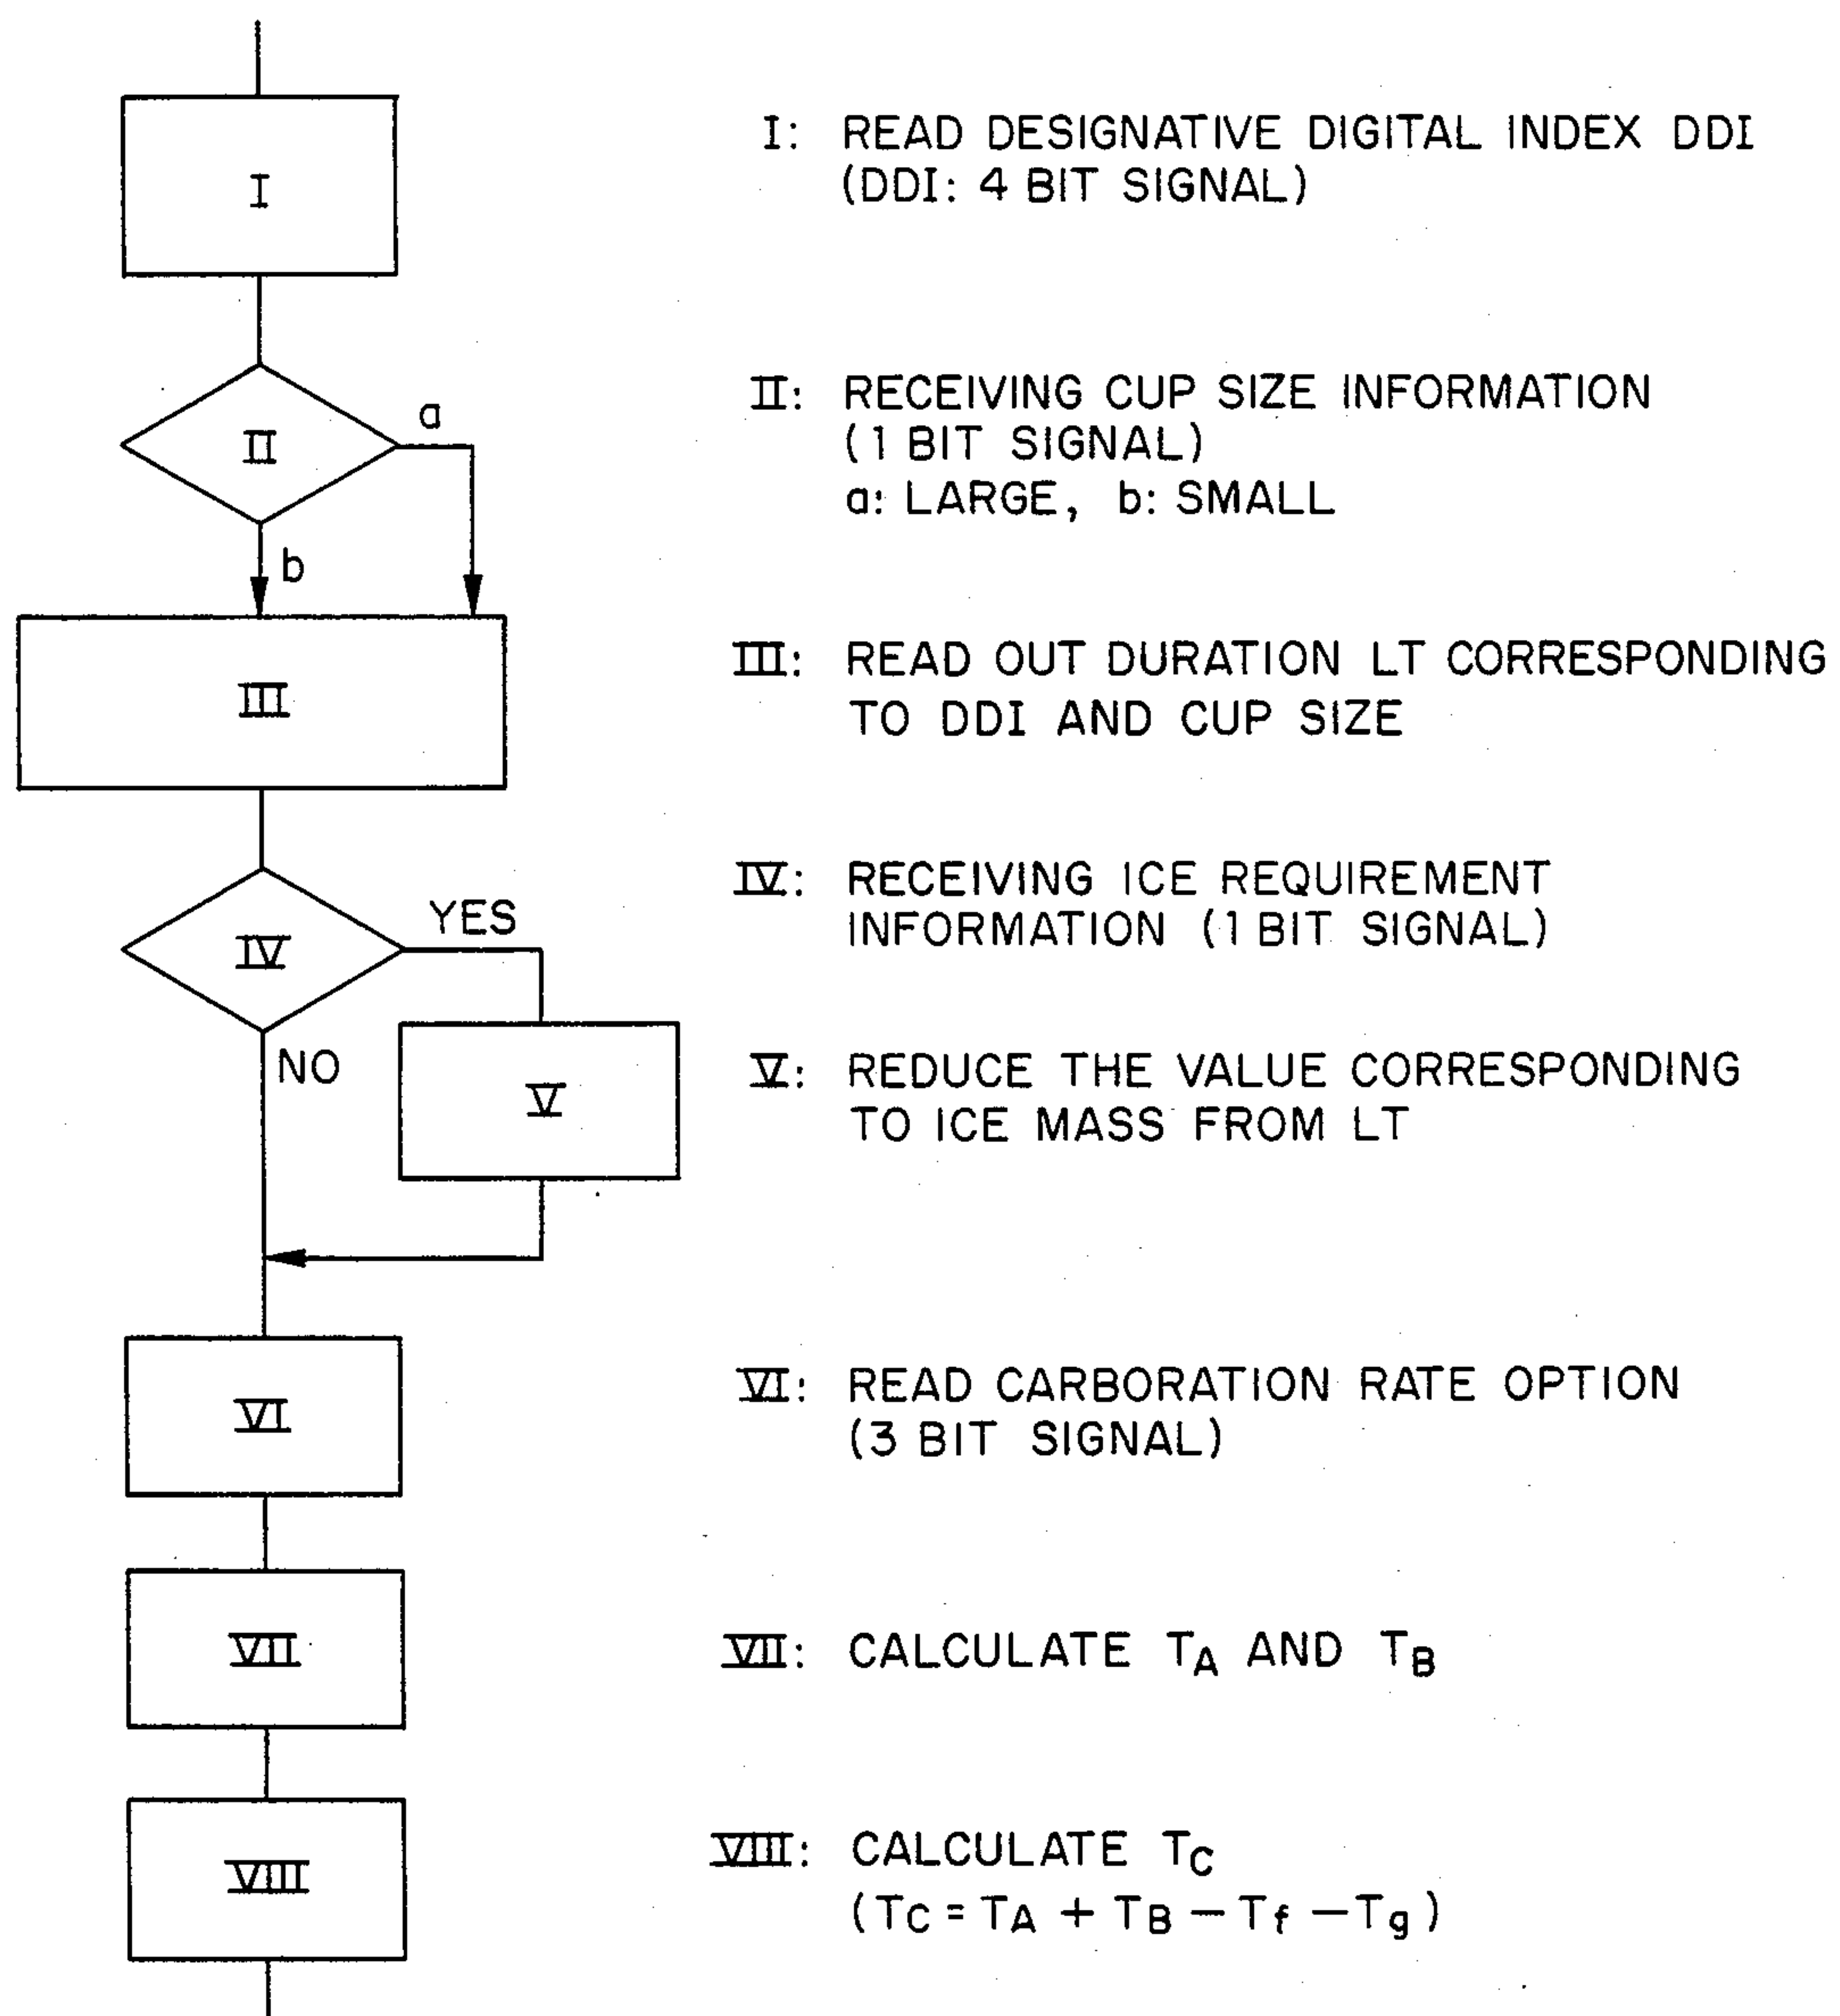 I
I: READ DESIGNATIVE DIGITAL INDEX DDI
(DDI: 4 BIT SIGNAL)
II
a
b
II: RECEIVING CUP SIZE INFORMATION
(1 BIT SIGNAL)
a: LARGE, b: SMALL
III
III: READ OUT DURATION LT CORRESPONDING
TO DDI AND CUP SIZE
IV
YES
NO
IV: RECEIVING ICE REQUIREMENT
INFORMATION (1 BIT SIGNAL)
V
V: REDUCE THE VALUE CORRESPONDING
TO ICE MASS FROM LT
VI
VI: READ CARBORATION RATE OPTION
(3 BIT SIGNAL)
VII
VII: CALCULATE TA AND TB
VIII
VIII: CALCULATE TC
(TC = TA + TB − Tf − Tg)